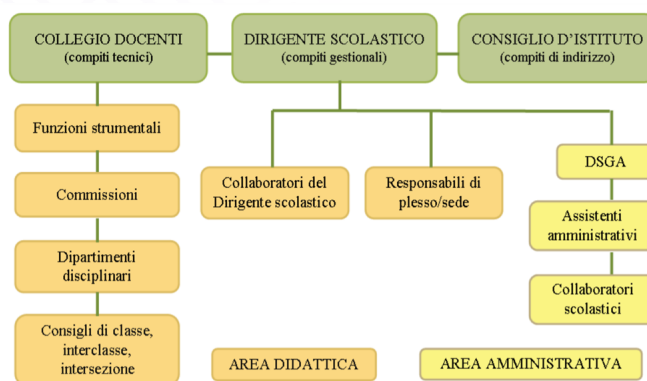 COLLEGIO DOCENTI
(compiti tecnici)
DIRIGENTE SCOLASTICO
(compiti gestionali)
CONSIGLIO D'ISTITUTO
(compiti di indirizzo)
Funzioni strumentali
Commissioni
Dipartimenti
disciplinari
Consigli di classe,
interclasse,
intersezione
Collaboratori del
Dirigente scolastico
Responsabili di
plesso/sede
DSGA
Assistenti
amministrativi
Collaboratori
scolastici
AREA DIDATTICA
AREA AMMINISTRATIVA